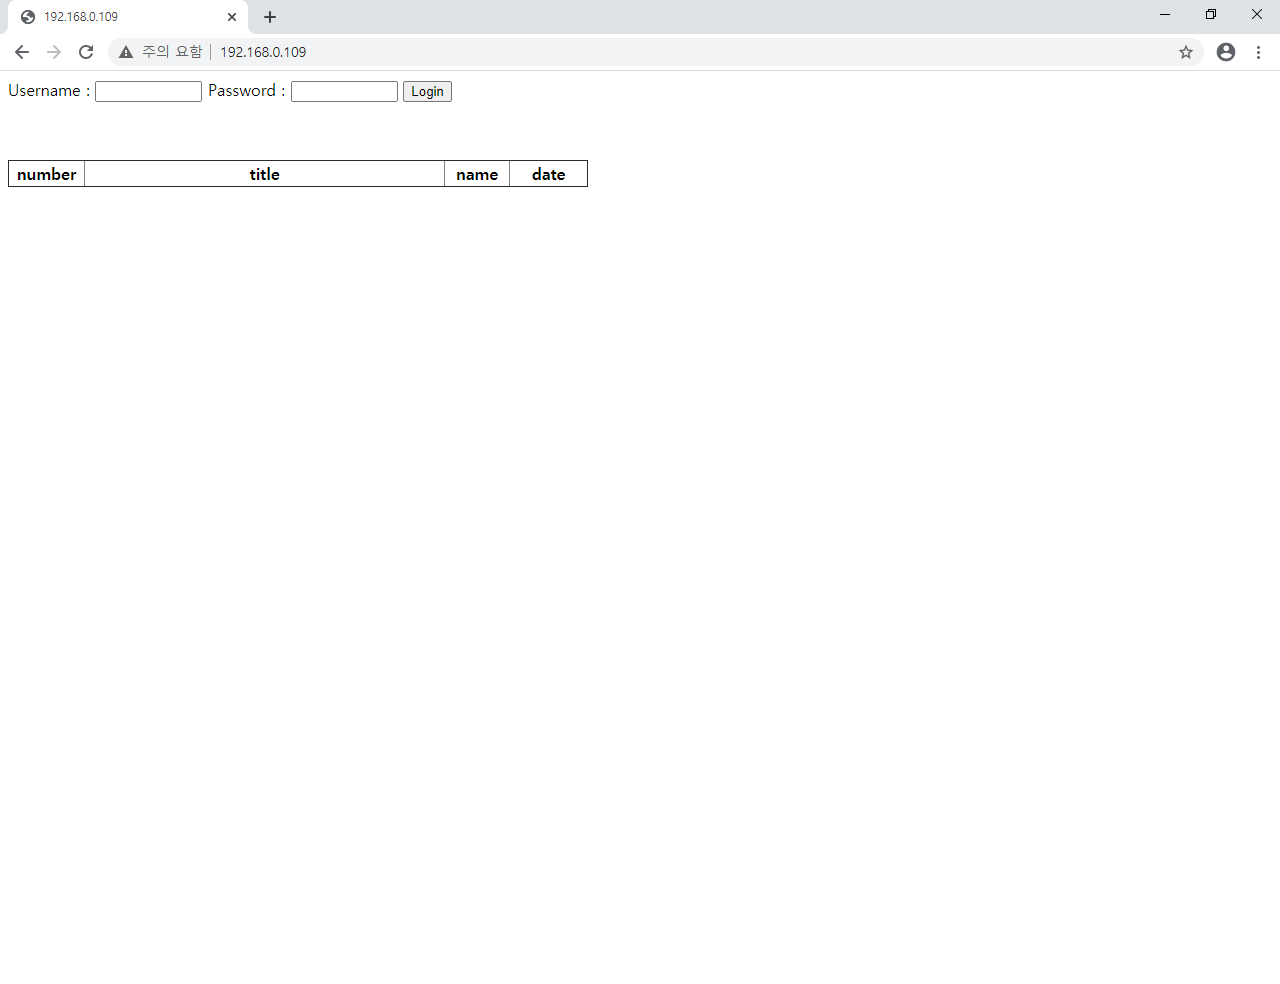 192.168.0.109
주의 요함 192.168.0.109
Username : Password : Login
number title name date